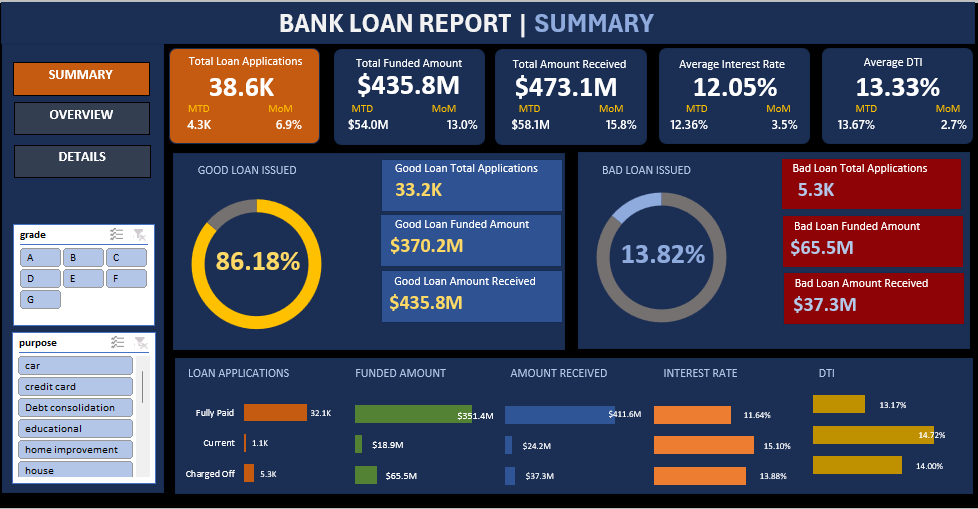 BANK LOAN REPORT | SUMMARY
SUMMARY
OVERVIEW
DETAILS
Total Loan Applications
38.6K
MTD MoM
4.3K 6.9%
Total Funded Amount
$435.8M
MTD MoM
$54.0M 13.0%
Total Amount Received
$473.1M
MTD MoM
$58.1M 15.8%
Average Interest Rate
12.05%
MTD MoM
12.36% 3.5%
Average DTI
13.33%
MTD MoM
13.67% 2.7%
grade
A B C
D E F
G
purpose
car
credit card
Debt consolidation
educational
home improvement
house
GOOD LOAN ISSUED
86.18%
Good Loan Total Applications
33.2K
Good Loan Funded Amount
$370.2M
Good Loan Amount Received
$435.8M
BAD LOAN ISSUED
13.82%
Bad Loan Total Applications
5.3K
Bad Loan Funded Amount
$65.5M
Bad Loan Amount Received
$37.3M
LOAN APPLICATIONS
Fully Paid 32.1K
Current 1.1K
Charged Off 5.3K
FUNDED AMOUNT
$351.4M
$18.9M
$65.5M
AMOUNT RECEIVED
$411.6M
$24.2M
$37.3M
INTEREST RATE
11.64%
15.10%
13.88%
DTI
13.17%
14.72%
14.00%